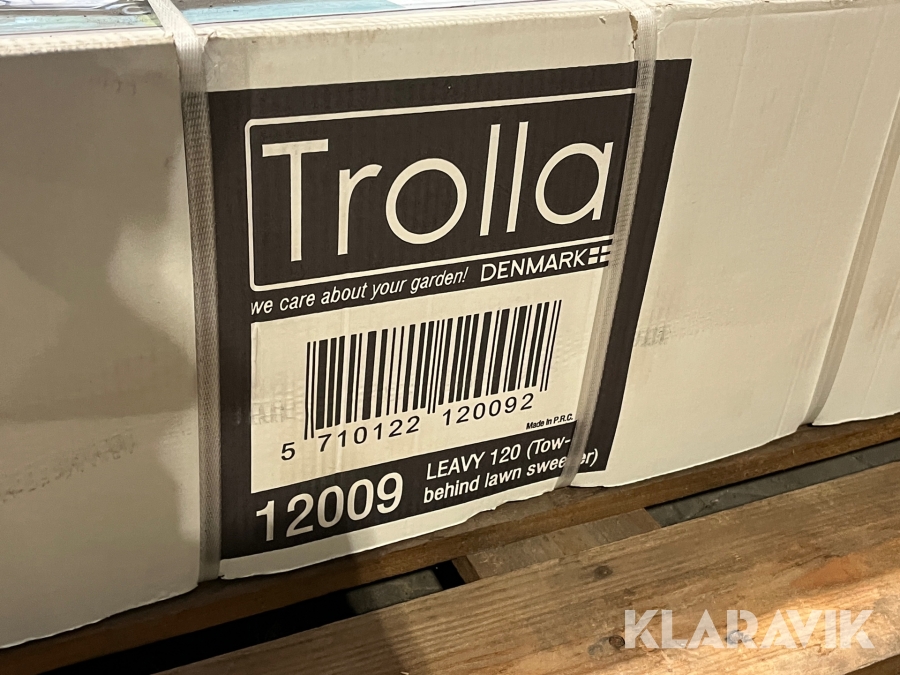 Trolla
we care about your garden! DENMARK
5 710122 120092
Made in P.R.C.
12009 LEAVY 120 (Tow-
behind lawn sweeper)
KLARAVIK